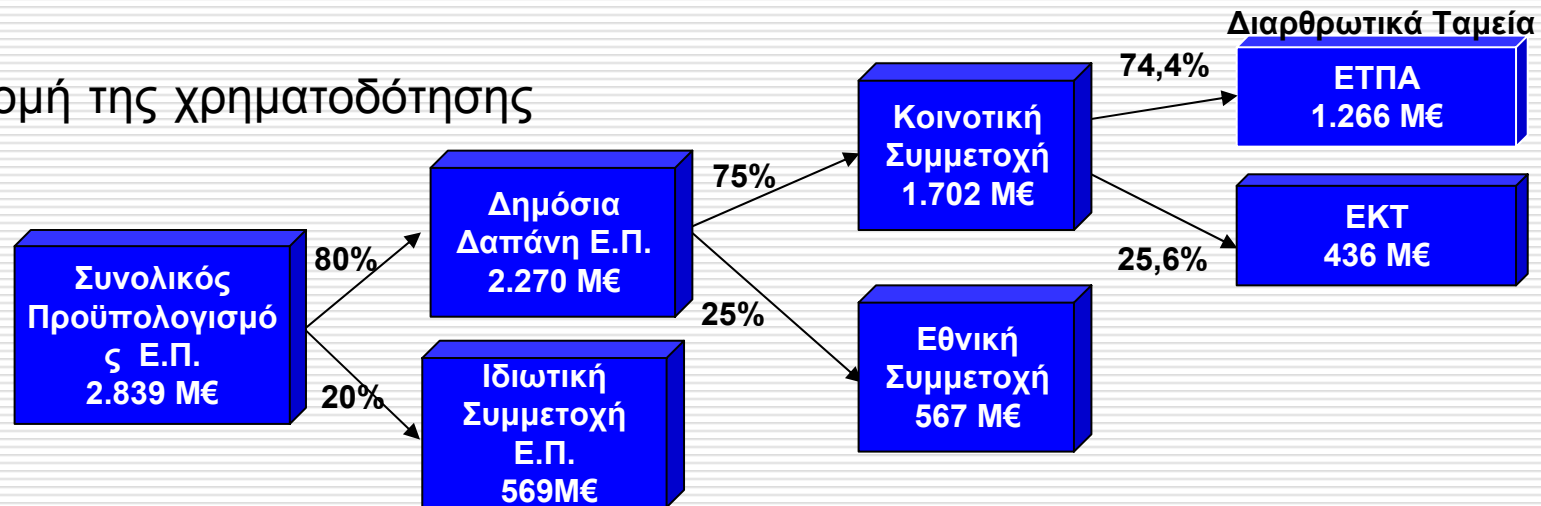 Διαρθρωτικά Ταμεία
της χρηματοδότησης
Συνολικός
Προϋπολογισμό
ς Ε.Π.
2.839 Μ€
80%
20%
Δημόσια
Δαπάνη Ε.Π.
2.270 Μ€
Ιδιωτική
Συμμετοχή
Ε.Π.
569Μ€
75%
25%
Κοινοτική
Συμμετοχή
1.702 Μ€
Εθνική
Συμμετοχή
567 Μ€
74,4%
25,6%
ΕΤΠΑ
1.266 Μ€
ΕΚΤ
436 Μ€